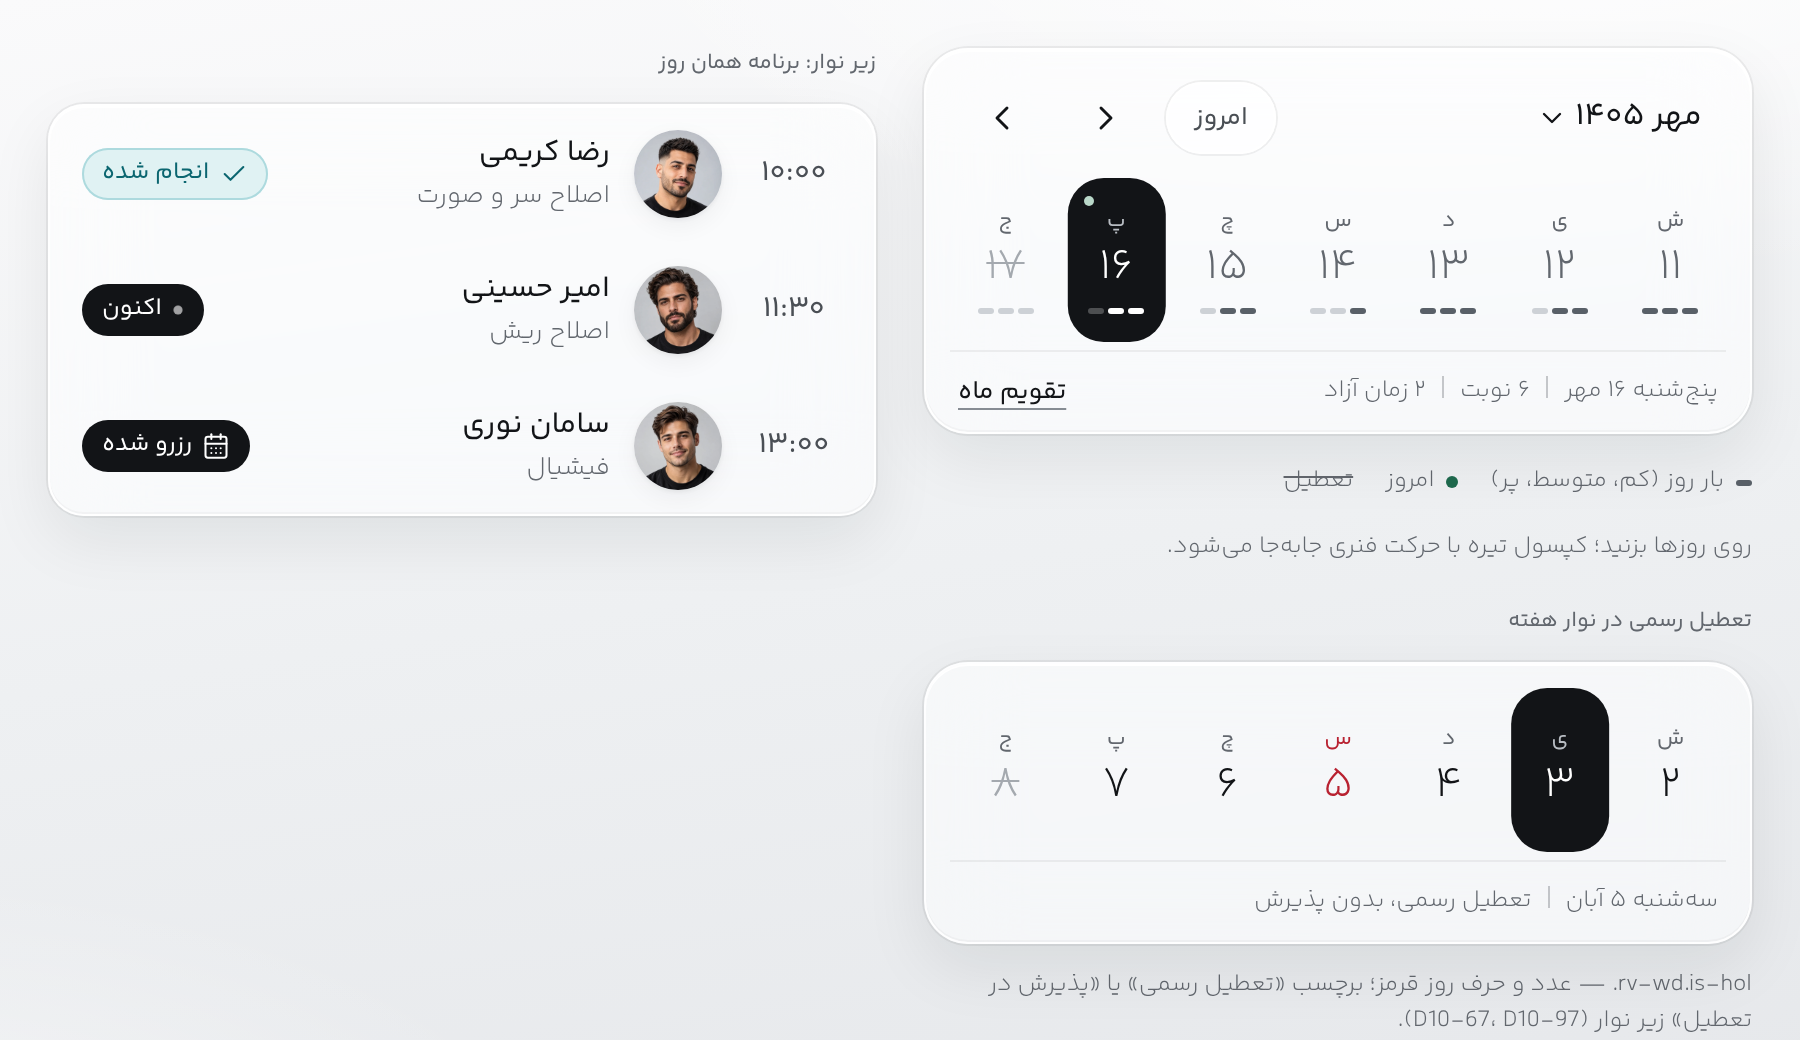 مهر ۱۴۰۵
امروز
ش ی د س چ پ ج
۱۱ ۱۲ ۱۳ ۱۴ ۱۵ ۱۶ ۱۷
پنج‌شنبه ۱۶ مهر | ۶ نوبت | ۲ زمان آزاد
تقویم ماه
بار روز (کم، متوسط، پر) امروز تعطیل
روی روزها بزنید؛ کپسول تیره با حرکت فنری جابه‌جا می‌شود.
تعطیل رسمی در نوار هفته
ش ی د س چ پ ج
۲ ۳ ۴ ۵ ۶ ۷ ۸
سه‌شنبه ۵ آبان | تعطیل رسمی، بدون پذیرش
.rv-wd.is-hol — عدد و حرف روز قرمز؛ برچسب «تعطیل رسمی» یا «پذیرش در
تعطیل» زیر نوار (D10-67، D10-97).
زیر نوار: برنامه همان روز
۱۰:۰۰
رضا کریمی
اصلاح سر و صورت
انجام شده
۱۱:۳۰
امیر حسینی
اصلاح ریش
اکنون
۱۳:۰۰
سامان نوری
فیشیال
رزرو شده